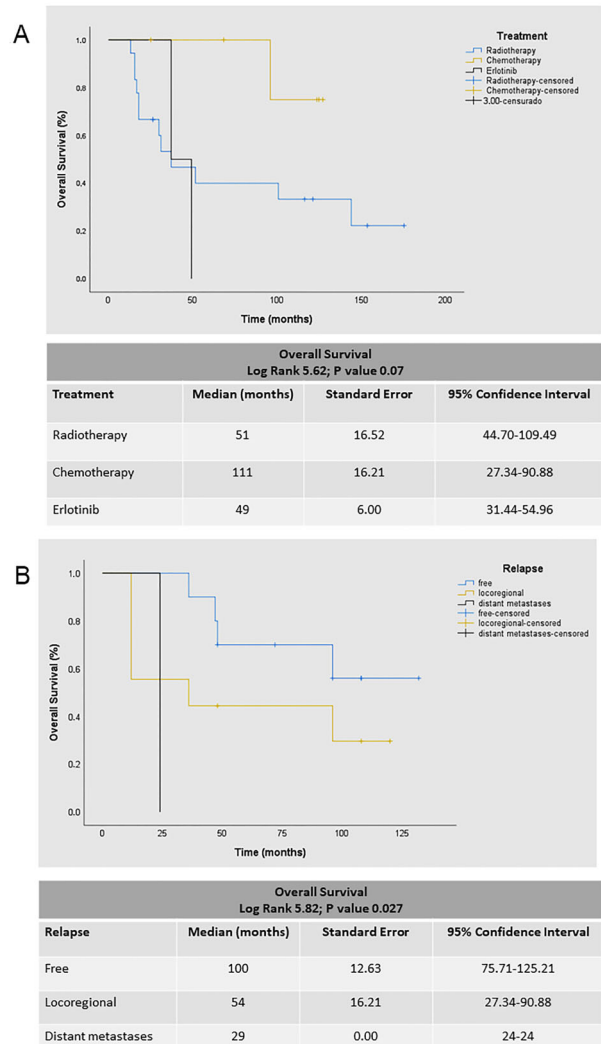 A
Treatment
Radiotherapy
Chemotherapy
Erlotinib
Radiotherapy-censored
Chemotherapy-censored
3.00-censurado
Overall Survival (%)
1.0
0.8
0.6
0.4
0.2
0.0
0 50 100 150 200
Time (months)
Overall Survival
Log Rank 5.62; P value 0.07
Treatment Median (months) Standard Error 95% Confidence Interval
Radiotherapy 51 16.52 44.70-109.49
Chemotherapy 111 16.21 27.34-90.88
Erlotinib 49 6.00 31.44-54.96
B
Relapse
free
locoregional
distant metastases
free-censored
locoregional-censored
distant metastases-censored
Overall Survival (%)
1.0
0.8
0.6
0.4
0.2
0.0
0 25 50 75 100 125
Time (months)
Overall Survival
Log Rank 5.82; P value 0.027
Relapse Median (months) Standard Error 95% Confidence Interval
Free 100 12.63 75.71-125.21
Locoregional 54 16.21 27.34-90.88
Distant metastases 29 0.00 24-24